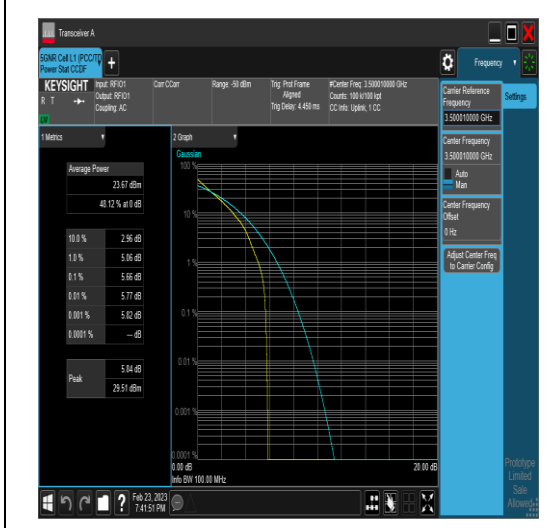 Transceiver A
5GNR Cell L1 (PCC/TD
Power Stat CCDF
+
Frequency
KEYSIGHT
R T
LV
Input: RFIO1
Output: RFIO1
Coupling: AC
Corr CCorr
Range: -50 dBm
Trig: Prot Frame
Aligned
Trig Delay: 4.450 ms
#Center Freq: 3.500010000 GHz
Counts: 100 k/100 kpt
CC Info: Uplink, 1 CC
Carrier Reference
Frequency
3.500010000 GHz
Settings
Center Frequency
3.500010000 GHz
Auto
Man
Center Frequency
Offset
0 Hz
Adjust Center Freq
to Carrier Config
1 Metrics
Average Power
23.67 dBm
48.12 % at 0 dB
10.0 % 2.96 dB
1.0 % 5.06 dB
0.1 % 5.66 dB
0.01 % 5.77 dB
0.001 % 5.82 dB
0.0001 % --- dB
Peak
5.84 dB
29.51 dBm
2 Graph
Gaussian
100 %
10 %
1 %
0.1 %
0.01 %
0.001 %
0.0001 %
0.00 dB 20.00 dB
Info BW 100.00 MHz
Prototype
Limited
Sale
Allowed
? Feb 23, 2023
7:41:51 PM